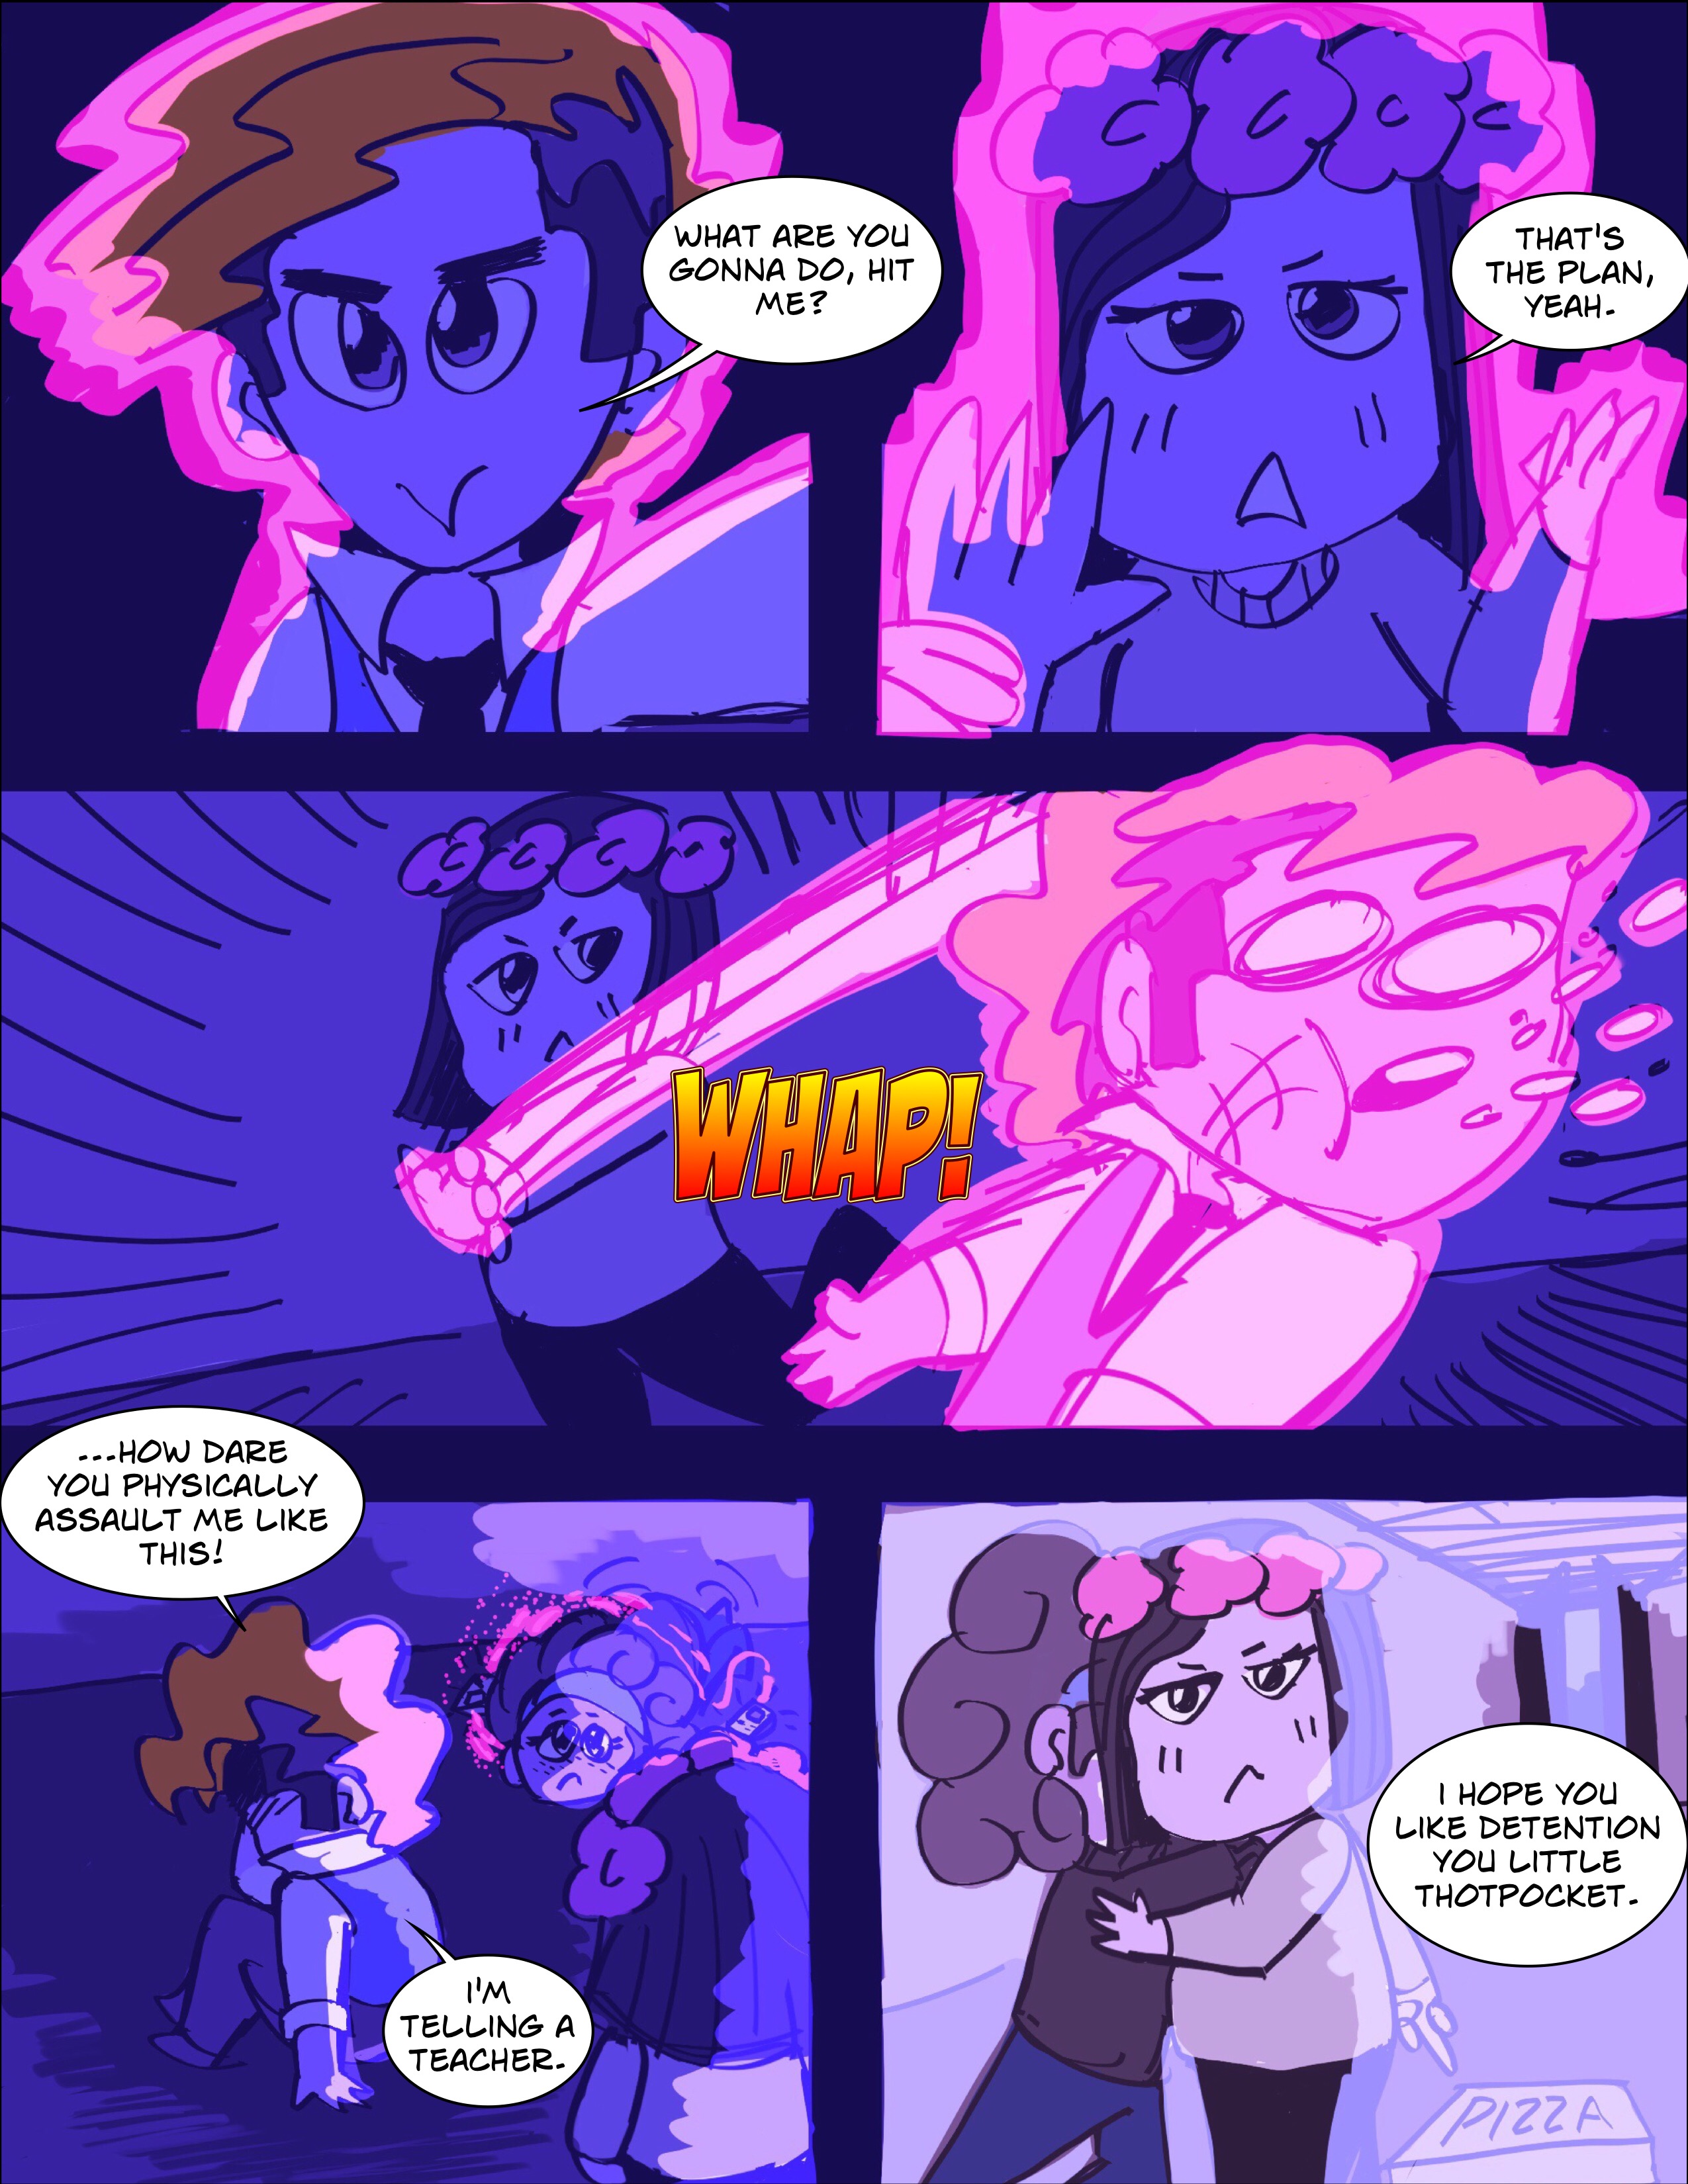 WHAT ARE YOU
GONNA DO, HIT
ME?
THAT'S
THE PLAN,
YEAH.
WHAP!
---HOW DARE
YOU PHYSICALLY
ASSAULT ME LIKE
THIS!
I'M
TELLING A
TEACHER.
I HOPE YOU
LIKE DETENTION
YOU LITTLE
THOTPOCKET.
PIZZA